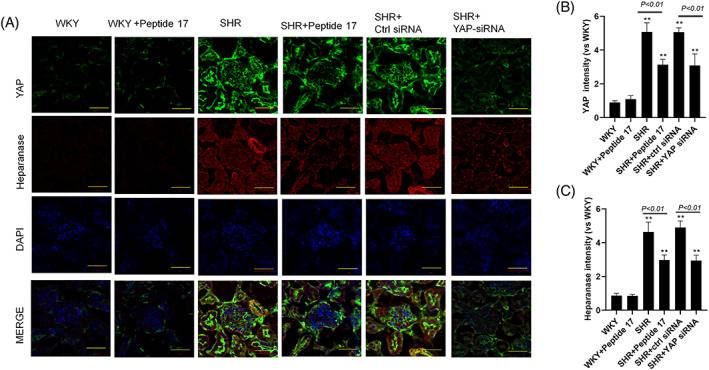 (A)
WKY
WKY +Peptide 17
SHR
SHR+Peptide 17
SHR+
Ctrl siRNA
SHR+
YAP-siRNA
YAP
Heparanase
DAPI
MERGE
(B)
YAP intensity (vs WKY)
6
4
2
0
P<0.01
P<0.01
**
**
**
**
WKY
WKY+Peptide 17
SHR
SHR+Peptide 17
SHR+ctrl siRNA
SHR+YAP siRNA
(C)
Heparanase intensity (vs WKY)
6
4
2
0
P<0.01
P<0.01
**
**
**
**
WKY
WKY+Peptide 17
SHR
SHR+Peptide 17
SHR+ctrl siRNA
SHR+YAP siRNA